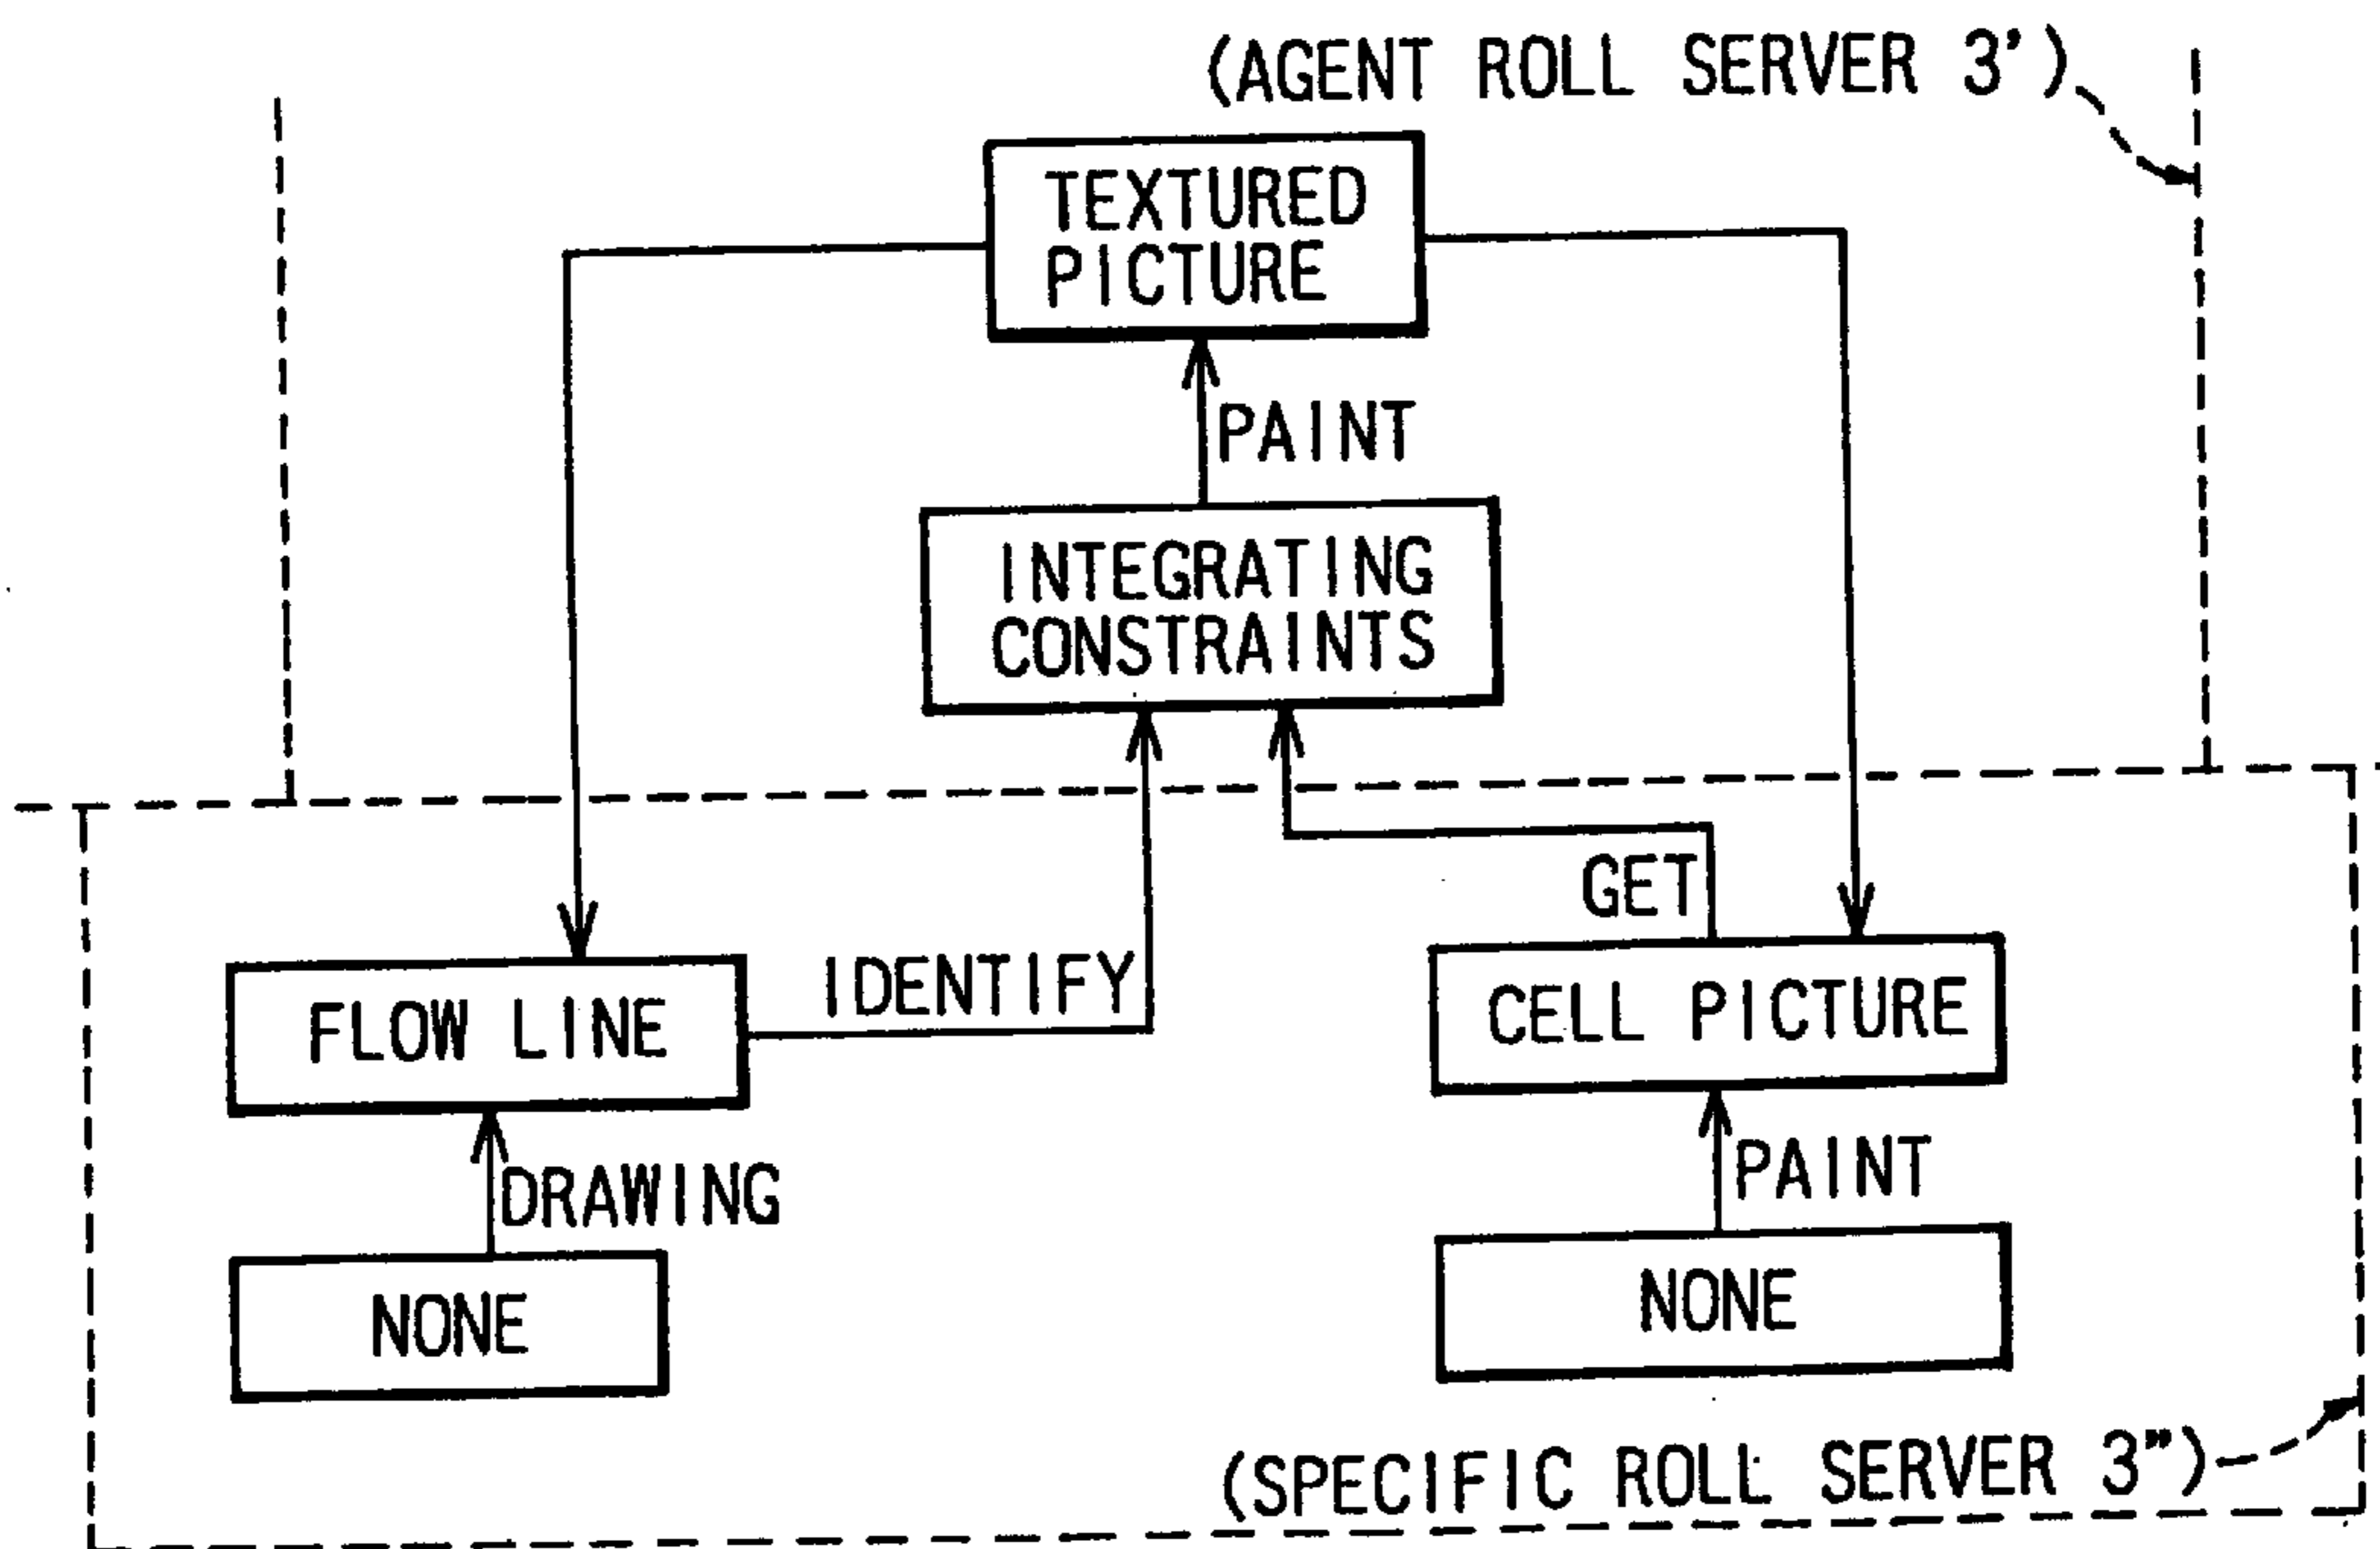 (AGENT ROLL SERVER 3')
TEXTURED
PICTURE
PAINT
INTEGRATING
CONSTRAINTS
GET
IDENTIFY
FLOW LINE
CELL PICTURE
DRAWING
PAINT
NONE
NONE
(SPECIFIC ROLL SERVER 3")